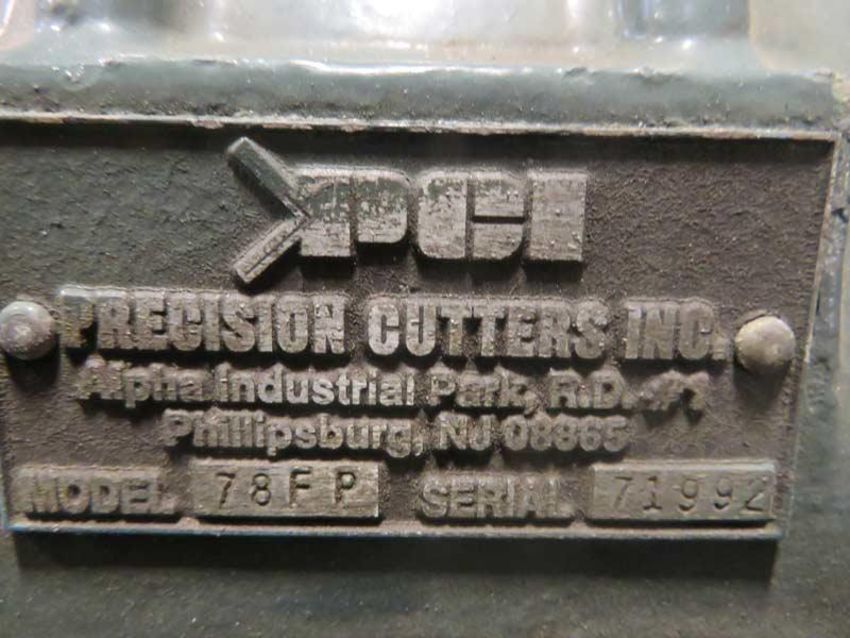 PCI
PRECISION CUTTERS INC.
Alpha Industrial Park, R.D.
Phillipsburg, NJ 08865
MODEL 78FP SERIAL 71992